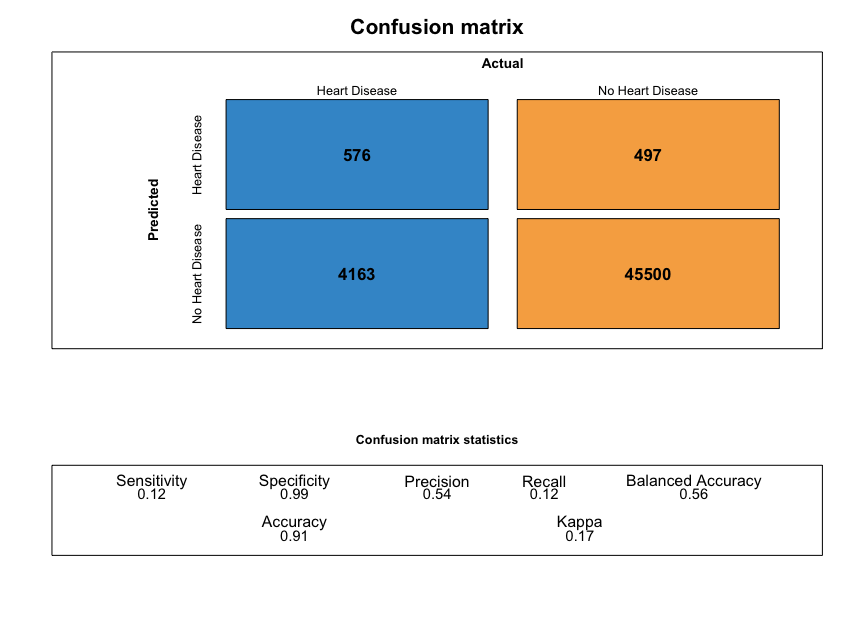 Confusion matrix
Actual
Heart Disease No Heart Disease
Predicted
Heart Disease
576 497
No Heart Disease
4163 45500
Confusion matrix statistics
Sensitivity Specificity Precision Recall Balanced Accuracy
0.12 0.99 0.54 0.12 0.56
Accuracy Kappa
0.91 0.17